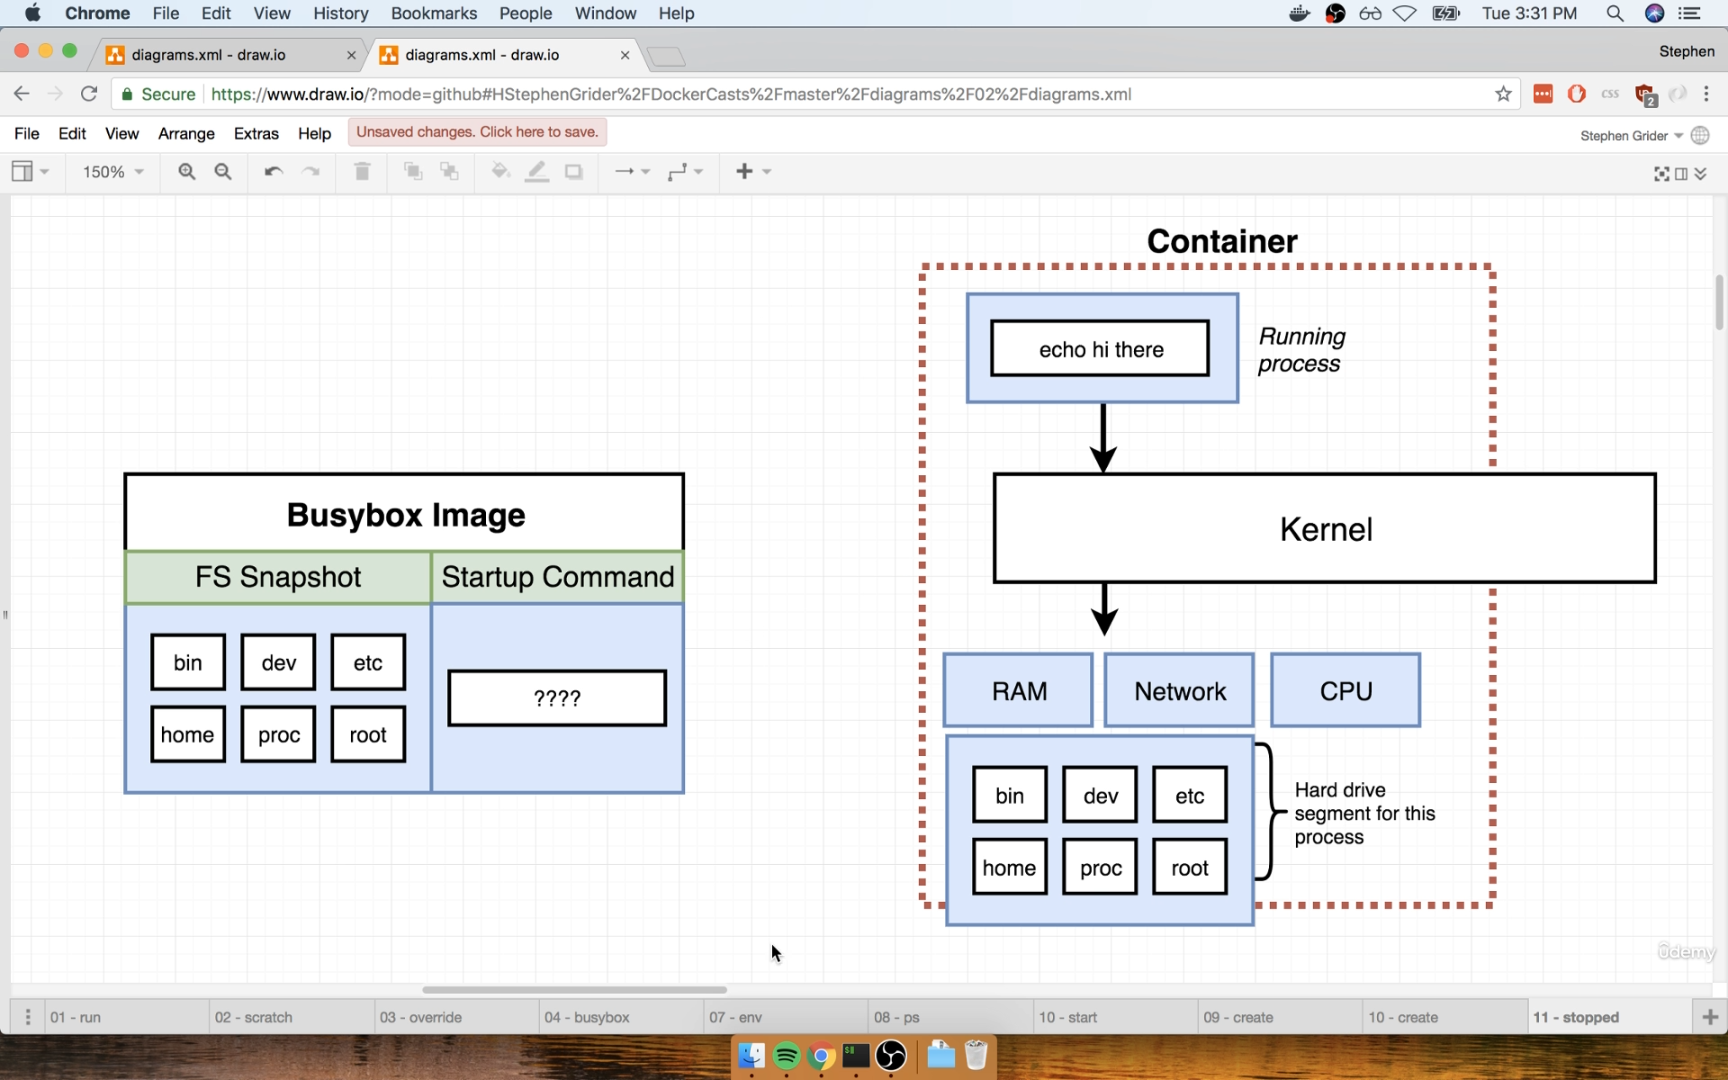 Chrome File Edit View History Bookmarks People Window Help Tue 3:31 PM
diagrams.xml - draw.io diagrams.xml - draw.io Stephen
Secure https://www.draw.io/?mode=github#HStephenGrider%2FDockerCasts%2Fmaster%2Fdiagrams%2F02%2Fdiagrams.xml CSS 2
File Edit View Arrange Extras Help Unsaved changes. Click here to save. Stephen Grider
150%
Container
echo hi there
Running
process
Busybox Image
Kernel
FS Snapshot Startup Command
bin dev etc
????
home proc root
RAM Network CPU
bin dev etc
home proc root
Hard drive
segment for this
process
ûdemy
01 - run 02 - scratch 03 - override 04 - busybox 07 - env 08 - ps 10 - start 09 - create 10 - create 11 - stopped